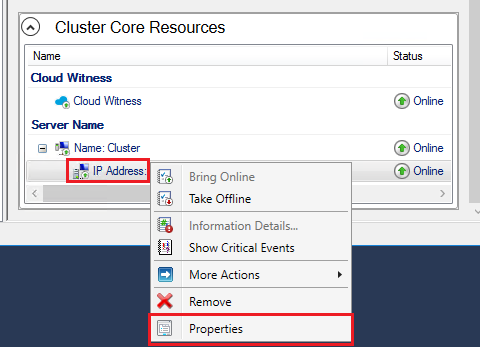 Cluster Core Resources
Name Status
Cloud Witness
Cloud Witness Online
Server Name
Name: Cluster Online
IP Address: Online
Bring Online
Take Offline
Information Details...
Show Critical Events
More Actions
Remove
Properties